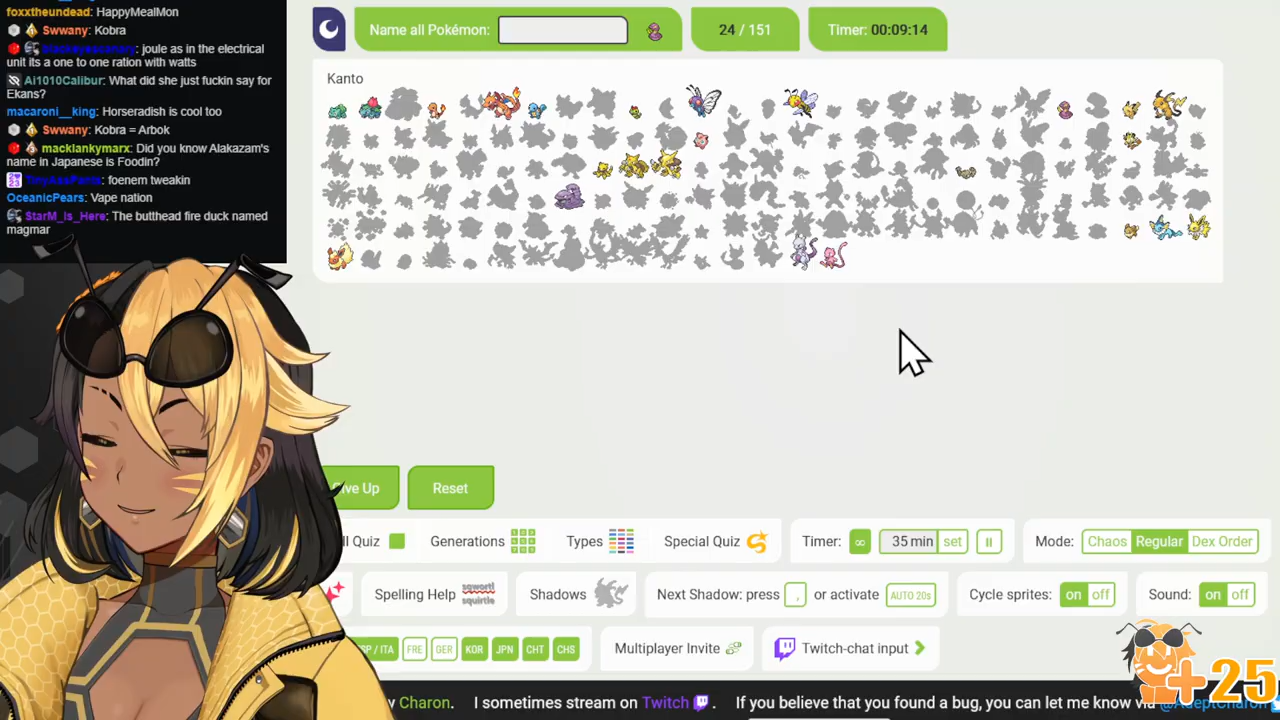 foxxtheundead: HappyMealMon
Swwany: Kobra
joule as in the electrical
unit its a one to one ration with watts
Ai1010Calibur: What did she just fuckin say for
Ekans?
macaroni__king: Horseradish is cool too
Swwany: Kobra = Arbok
macklankymarx: Did you know Alakazam's
name in Japanese is Foodin?
foenem tweakin
OceanicPears: Vape nation
StarM_is_Here: The butthead fire duck named
magmar
Name all Pokémon:
24 / 151
Timer: 00:09:14
Kanto
Give Up
Reset
Quiz
Generations
Types
Special Quiz
Timer: ∞ 35 min set
Mode: Chaos Regular Dex Order
Spelling Help sqwortl squirtle
Shadows
Next Shadow: press , or activate AUTO 20s
Cycle sprites: on off
Sound: on off
SP / ITA FRE GER KOR JPN CHT CHS
Multiplayer Invite
Twitch-chat input
+25
Charon. I sometimes stream on Twitch. If you believe that you found a bug, you can let me know via @AdeptCharon